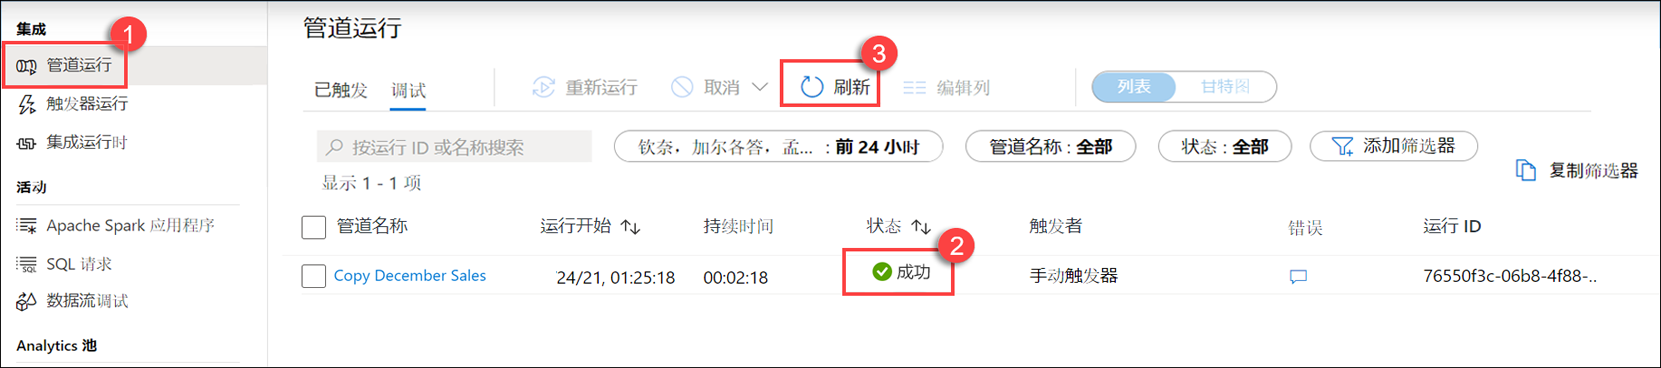 集成
1
管道运行
触发器运行
集成运行时
活动
Apache Spark 应用程序
SQL 请求
数据流调试
Analytics 池
管道运行
3
已触发 调试 重新运行 取消 刷新 编辑列 列表 甘特图
按运行 ID 或名称搜索 钦奈，加尔各答，孟... : 前 24 小时 管道名称 : 全部 状态 : 全部 添加筛选器
复制筛选器
显示 1 - 1 项
管道名称 运行开始 持续时间 状态 触发者 错误 运行 ID
2
Copy December Sales 24/21, 01:25:18 00:02:18 成功 手动触发器 76550f3c-06b8-4f88-..